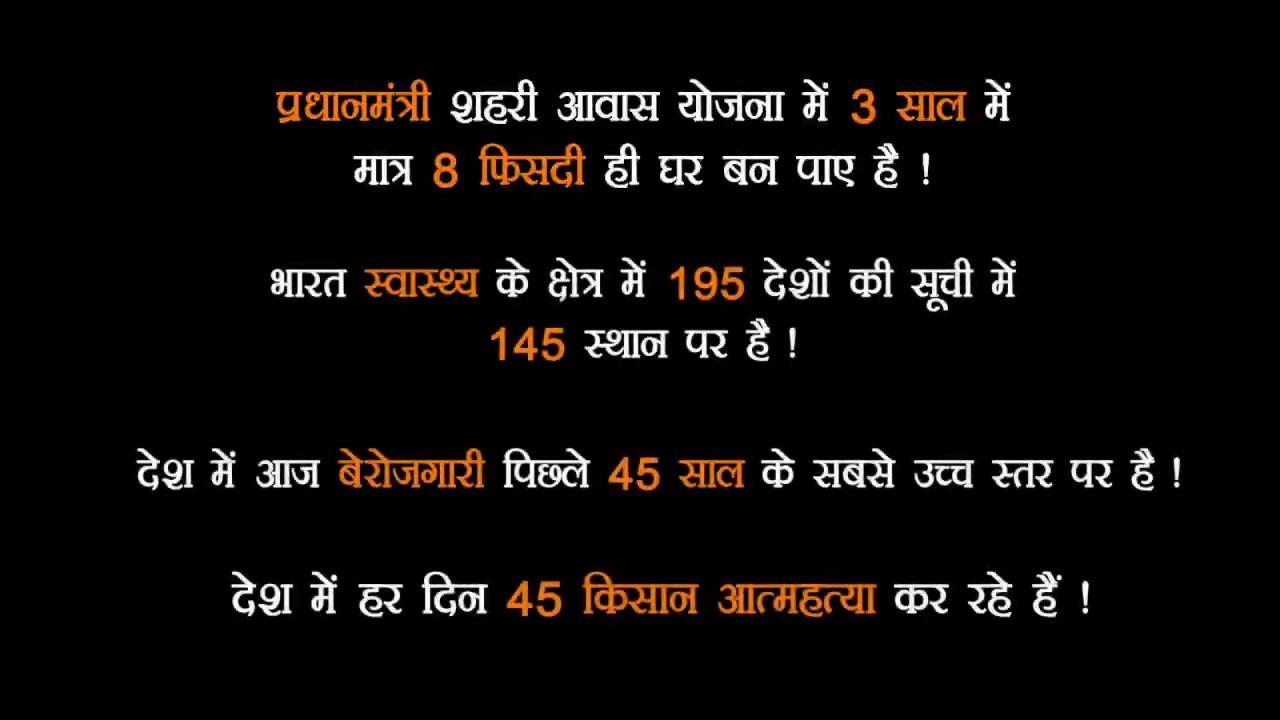 प्रधानमंत्री शहरी आवास योजना में 3 साल में
मात्र 8 फिसदी ही घर बन पाए है !
भारत स्वास्थ्य के क्षेत्र में 195 देशों की सूची में
145 स्थान पर है !
देश में आज बेरोजगारी पिछले 45 साल के सबसे उच्च स्तर पर है !
देश में हर दिन 45 किसान आत्महत्या कर रहे हैं !